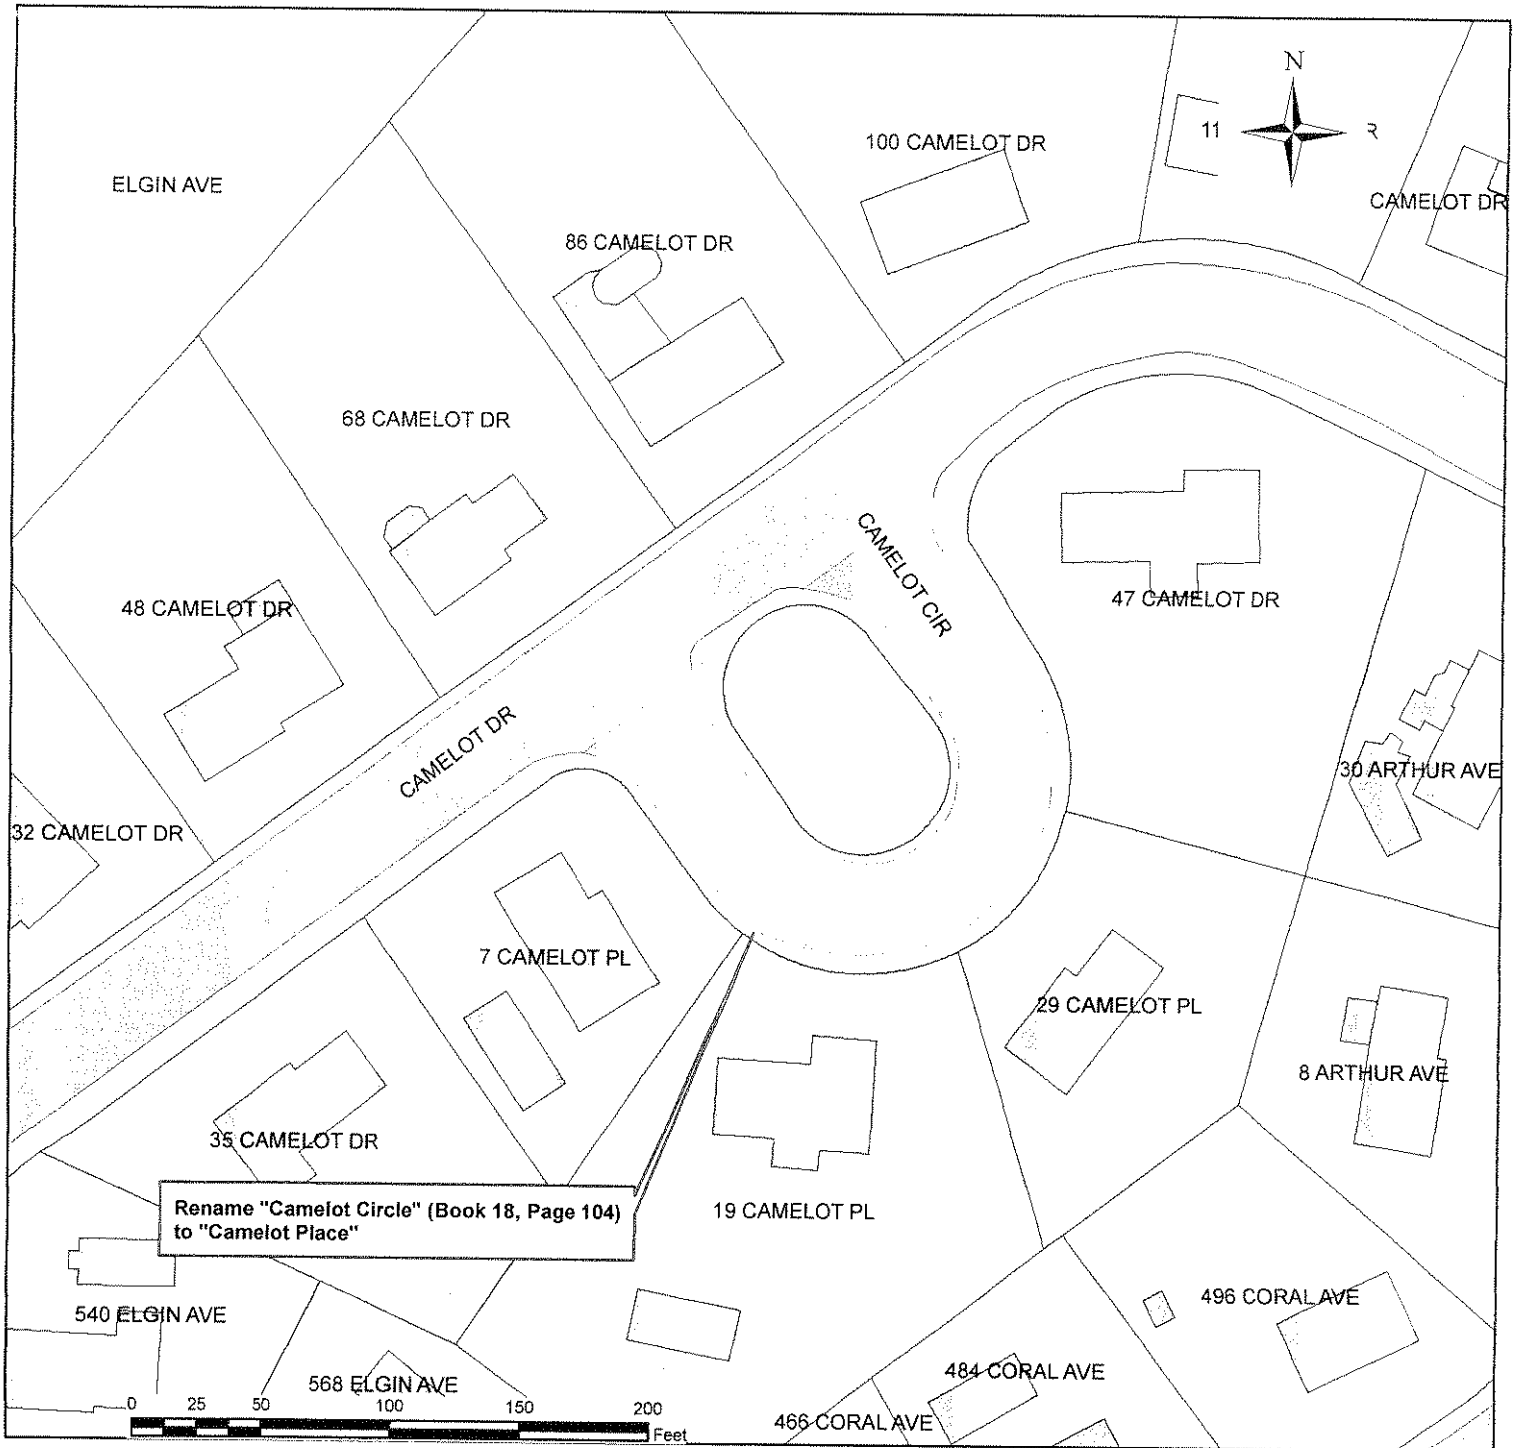 N
100 CAMELOT DR
11
R
ELGIN AVE
CAMELOT DR
86 CAMELOT DR
68 CAMELOT DR
CAMELOT CIR
48 CAMELOT DR
47 CAMELOT DR
CAMELOT DR
30 ARTHUR AVE
32 CAMELOT DR
7 CAMELOT PL
29 CAMELOT PL
8 ARTHUR AVE
35 CAMELOT DR
Rename "Camelot Circle" (Book 18, Page 104)
to "Camelot Place"
19 CAMELOT PL
540 ELGIN AVE
496 CORAL AVE
568 ELGIN AVE
484 CORAL AVE
466 CORAL AVE
0 25 50 100 150 200
Feet